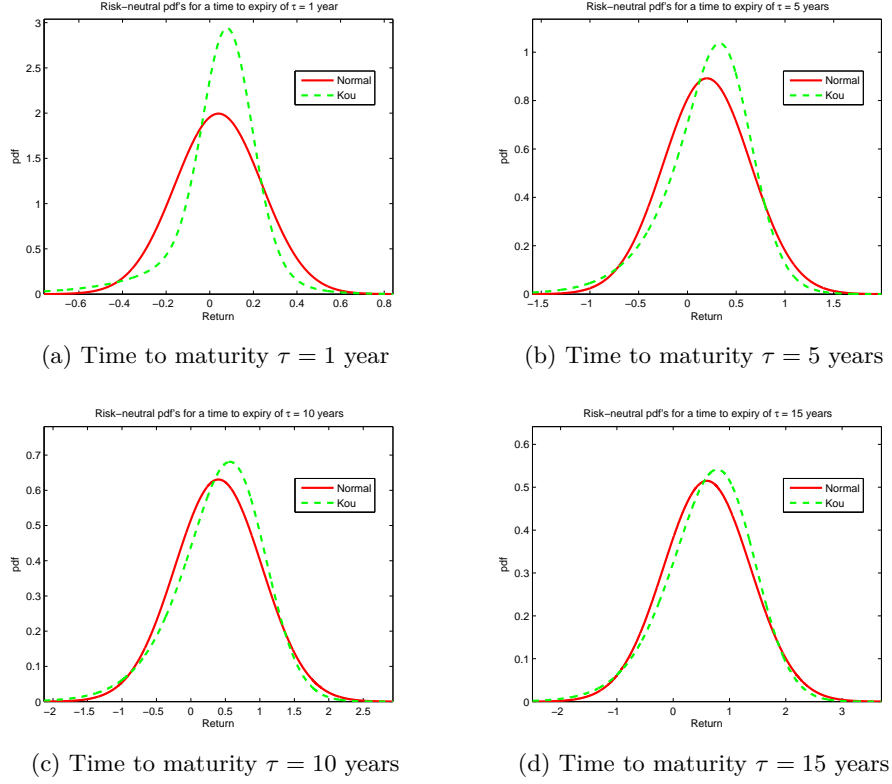 Risk−neutral pdf's for a time to expiry of τ = 1 year
3
2.5
2
1.5
1
0.5
0
pdf
Normal
Kou
−0.6 −0.4 −0.2 0 0.2 0.4 0.6 0.8
Return
(a) Time to maturity τ = 1 year
Risk−neutral pdf's for a time to expiry of τ = 5 years
1
0.8
0.6
0.4
0.2
0
pdf
Normal
Kou
−1.5 −1 −0.5 0 0.5 1 1.5
Return
(b) Time to maturity τ = 5 years
Risk−neutral pdf's for a time to expiry of τ = 10 years
0.7
0.6
0.5
0.4
0.3
0.2
0.1
0
pdf
Normal
Kou
−2 −1.5 −1 −0.5 0 0.5 1 1.5 2 2.5
Return
(c) Time to maturity τ = 10 years
Risk−neutral pdf's for a time to expiry of τ = 15 years
0.6
0.5
0.4
0.3
0.2
0.1
0
pdf
Normal
Kou
−2 −1 0 1 2 3
Return
(d) Time to maturity τ = 15 years